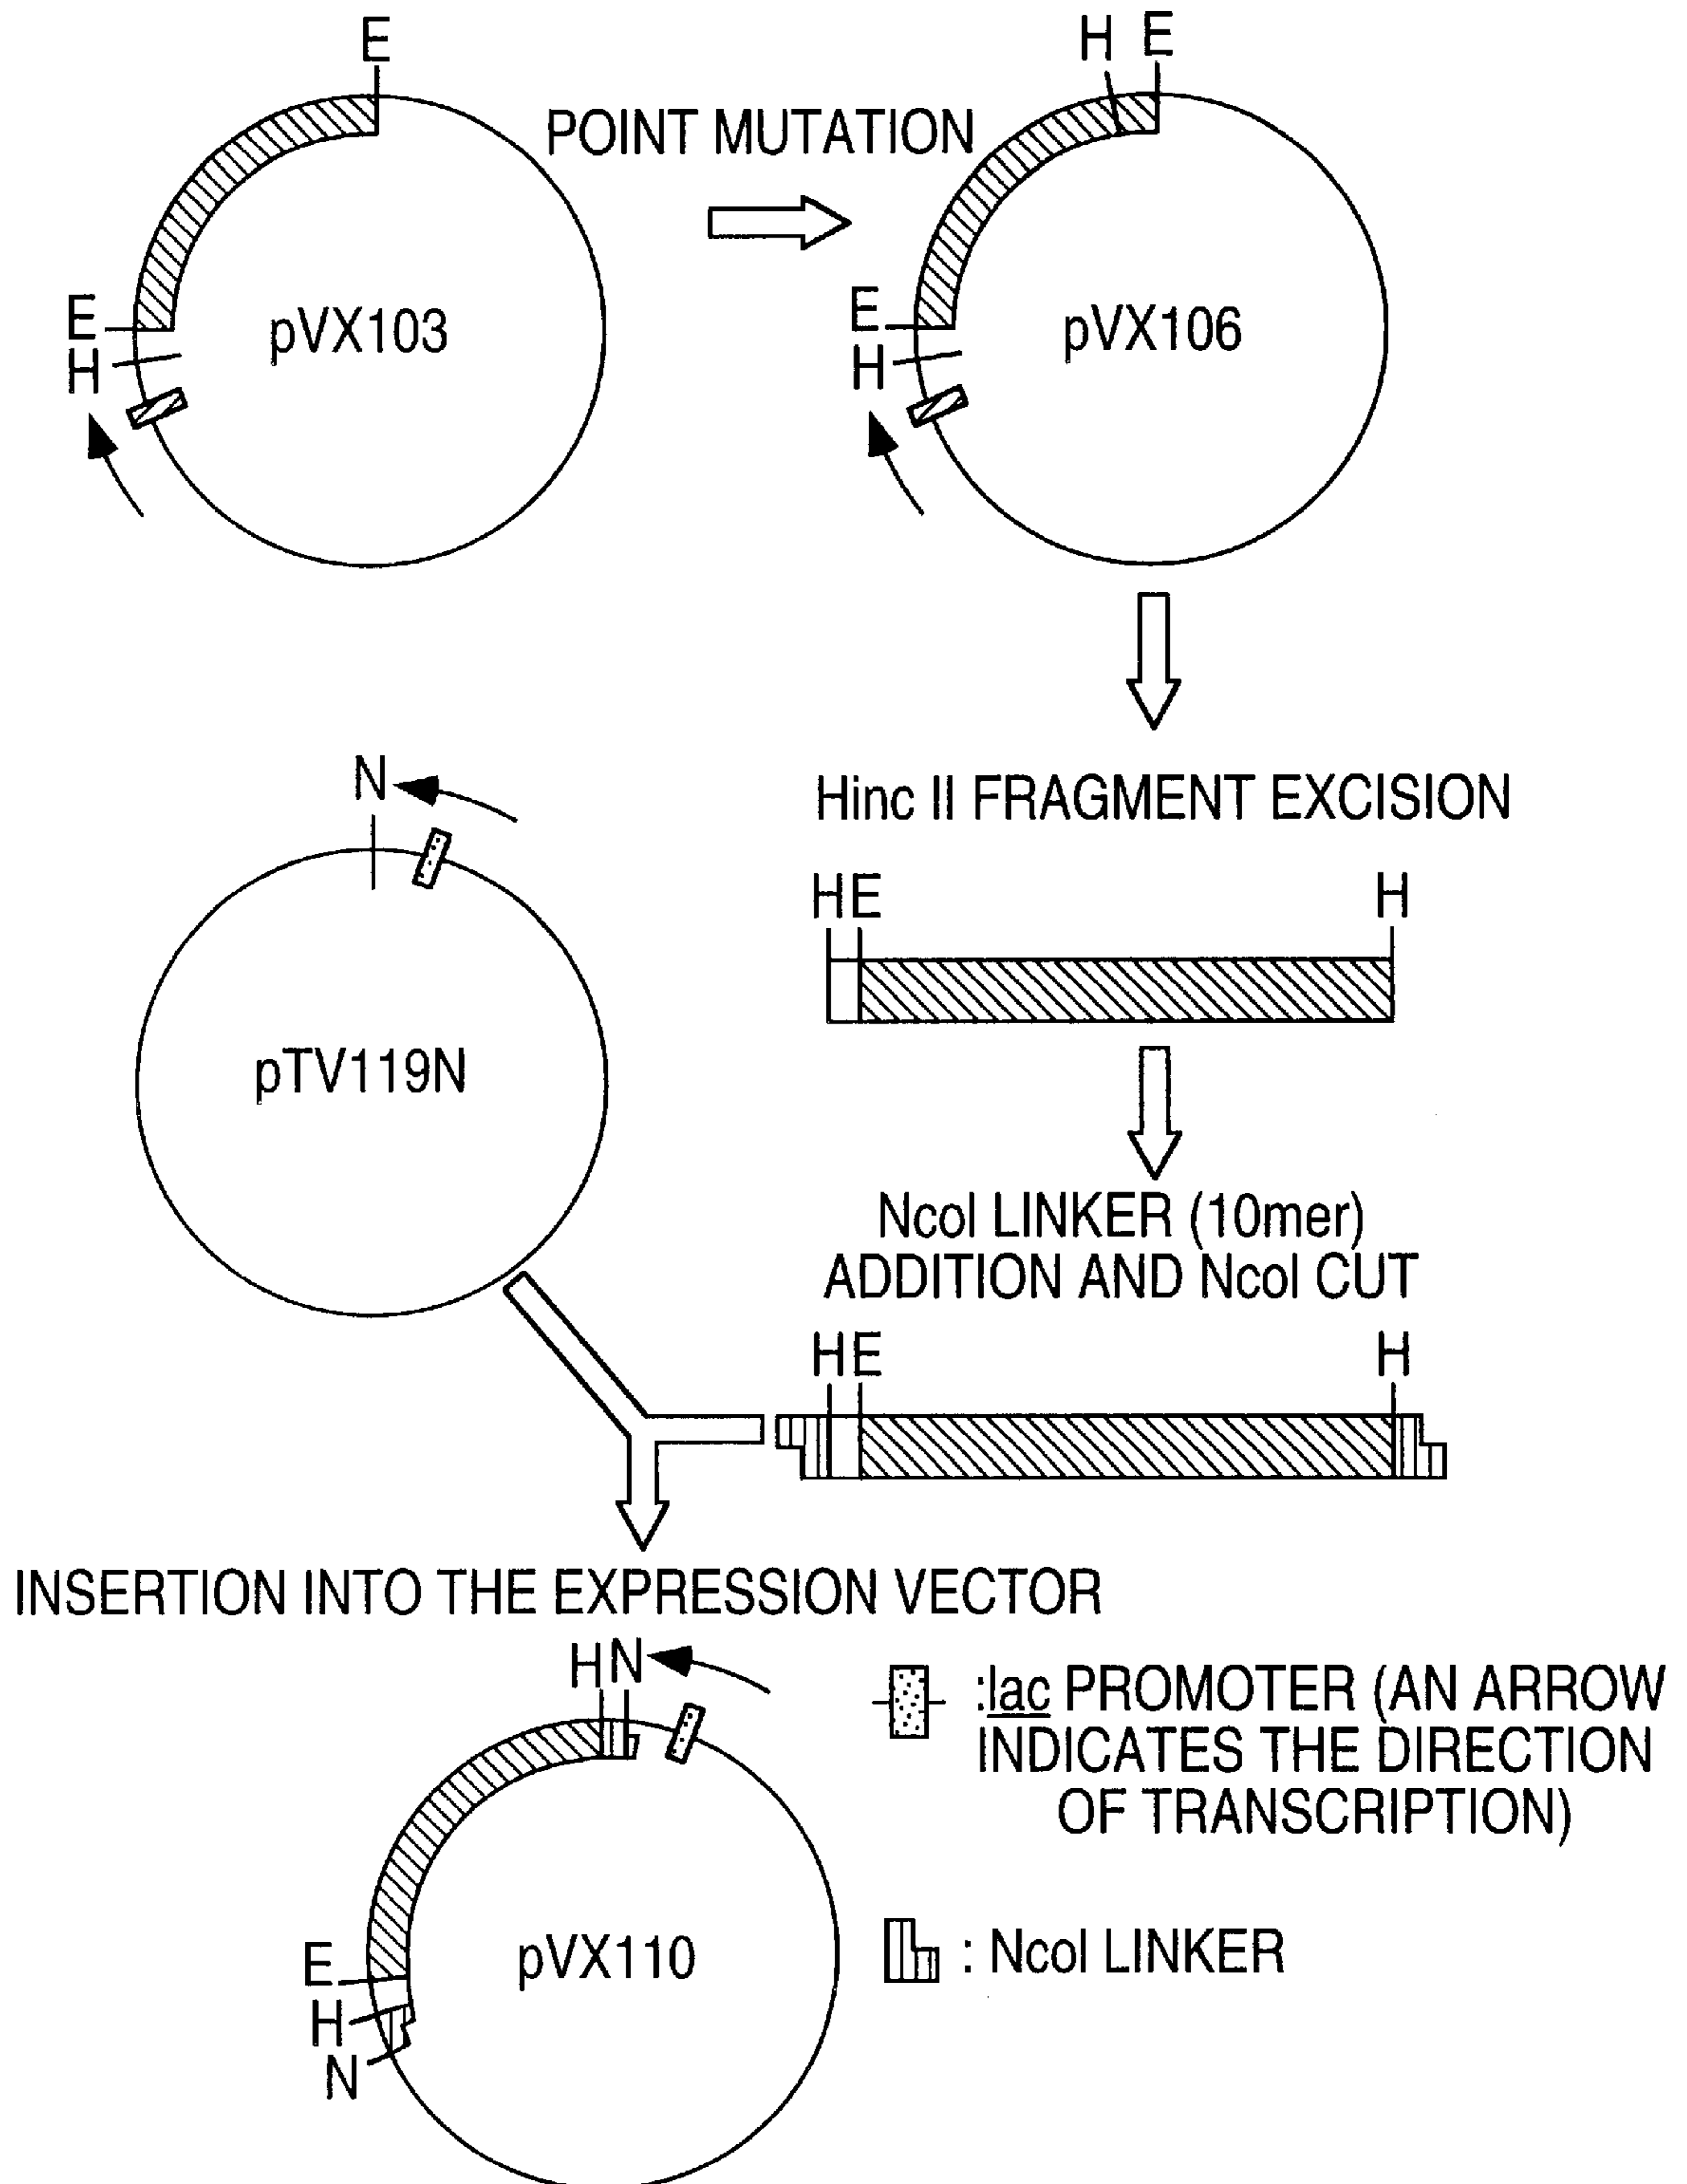 E
H E
POINT MUTATION
E
H
pVX103
E
H
pVX106
N
Hinc II FRAGMENT EXCISION
H E
H
pTV119N
NcoI LINKER (10mer)
ADDITION AND NcoI CUT
H E
H
INSERTION INTO THE EXPRESSION VECTOR
H N
:lac PROMOTER (AN ARROW
INDICATES THE DIRECTION
OF TRANSCRIPTION)
E
H
N
pVX110
: NcoI LINKER